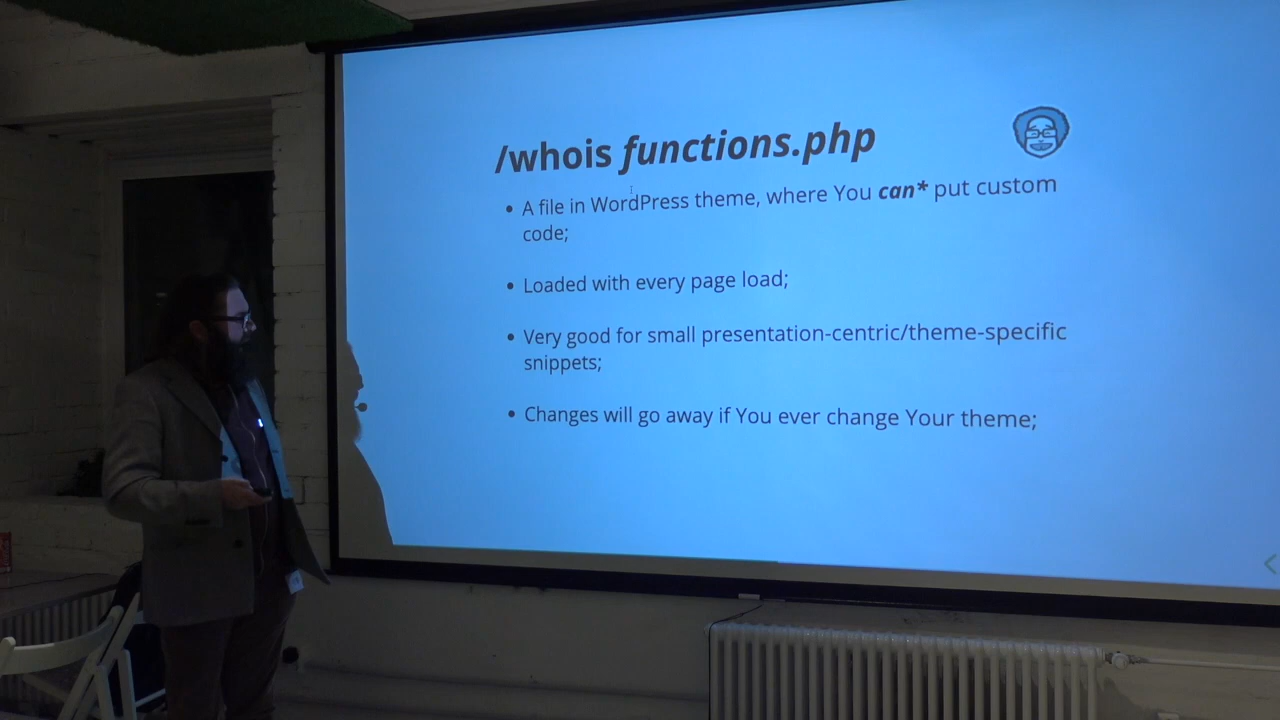 /whois functions.php
• A file in WordPress theme, where You can* put custom
code;
• Loaded with every page load;
• Very good for small presentation-centric/theme-specific
snippets;
• Changes will go away if You ever change Your theme;